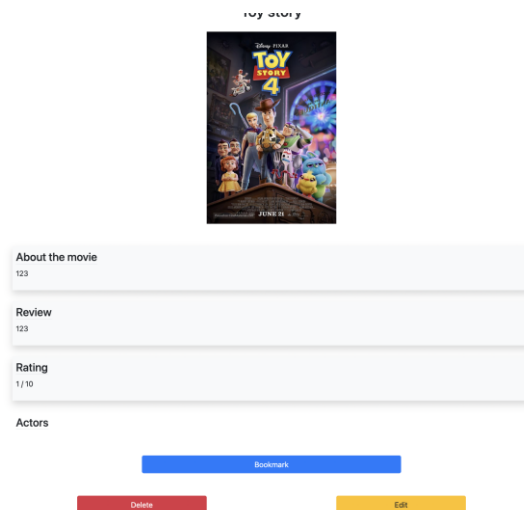 Toy story
Disney PIXAR
TOY
STORY
4
JUNE 21
About the movie
123
Review
123
Rating
1 / 10
Actors
Bookmark
Delete
Edit